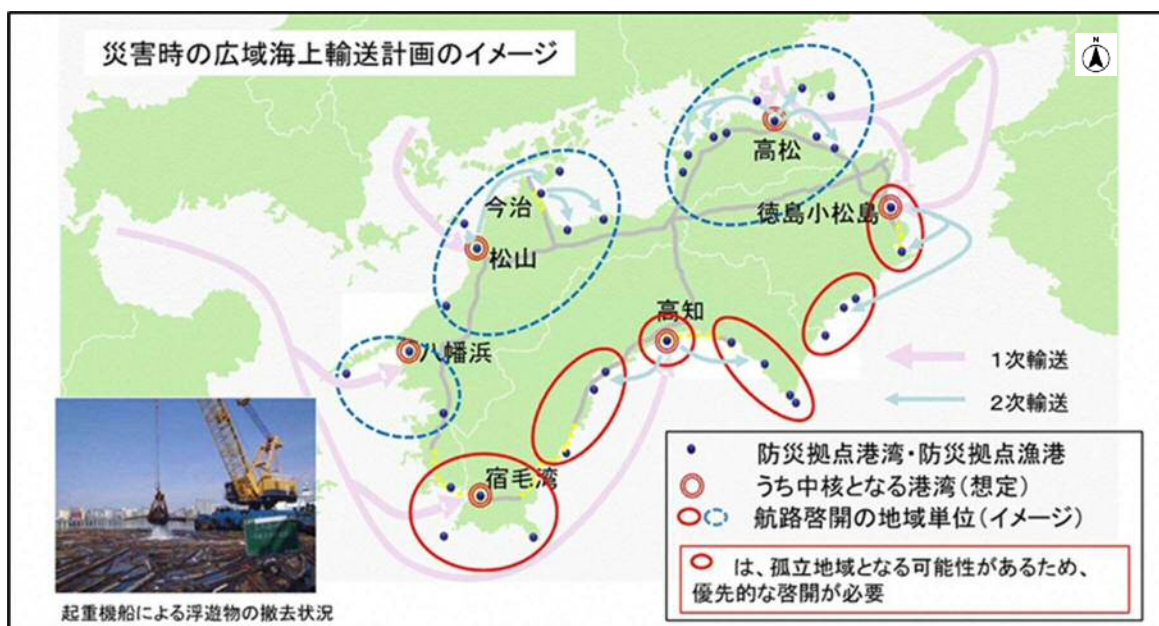 災害時の広域海上輸送計画のイメージ
N
高松
今治
徳島小松島
松山
高知
八幡浜
1次輸送
2次輸送
宿毛湾
防災拠点港湾・防災拠点漁港
うち中核となる港湾(想定)
航路啓開の地域単位(イメージ)
は、孤立地域となる可能性があるため、
優先的な啓開が必要
起重機船による浮遊物の撤去状況